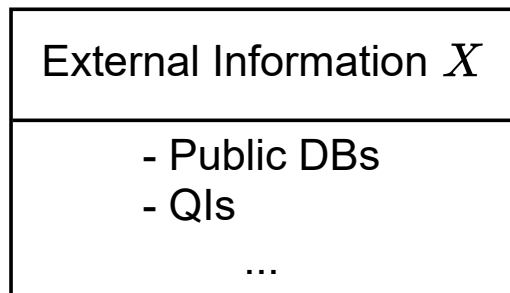 External Information X
- Public DBs
- QIs
...